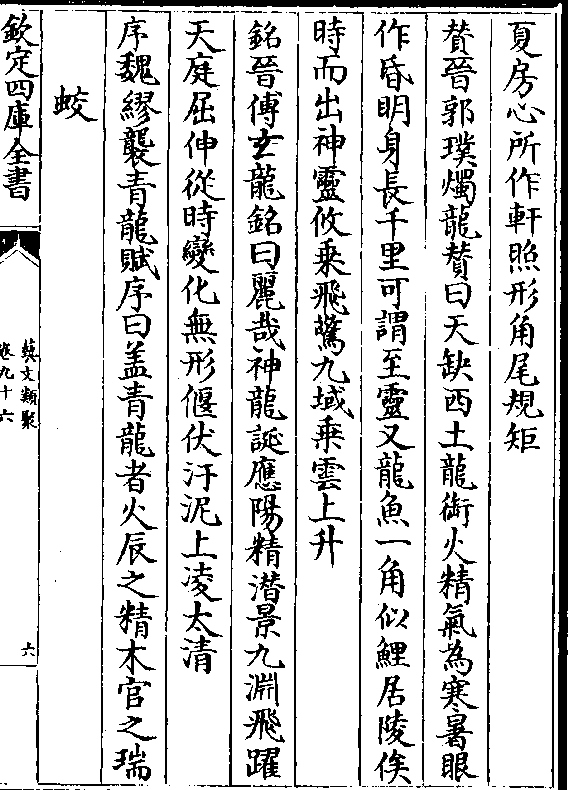 夏房心所作軒照形角尾規矩
賛晉郭璞燭龍賛曰天缺西土龍銜火精氣為寒暑眼
作昏明身長千里可謂至靈又龍魚一角似鯉居陵俟
時而出神靈攸乗飛騖九域乗雲上升
銘晉傅玄龍銘曰麗哉神龍誕應陽精潜景九淵飛躍
天庭屈伸從時變化無形偃伏汙泥上凌太清
序魏繆襲青龍賦序曰盖青龍者火辰之精木官之瑞
蛟
欽定四庫全書
藝文類聚
卷九十六
六